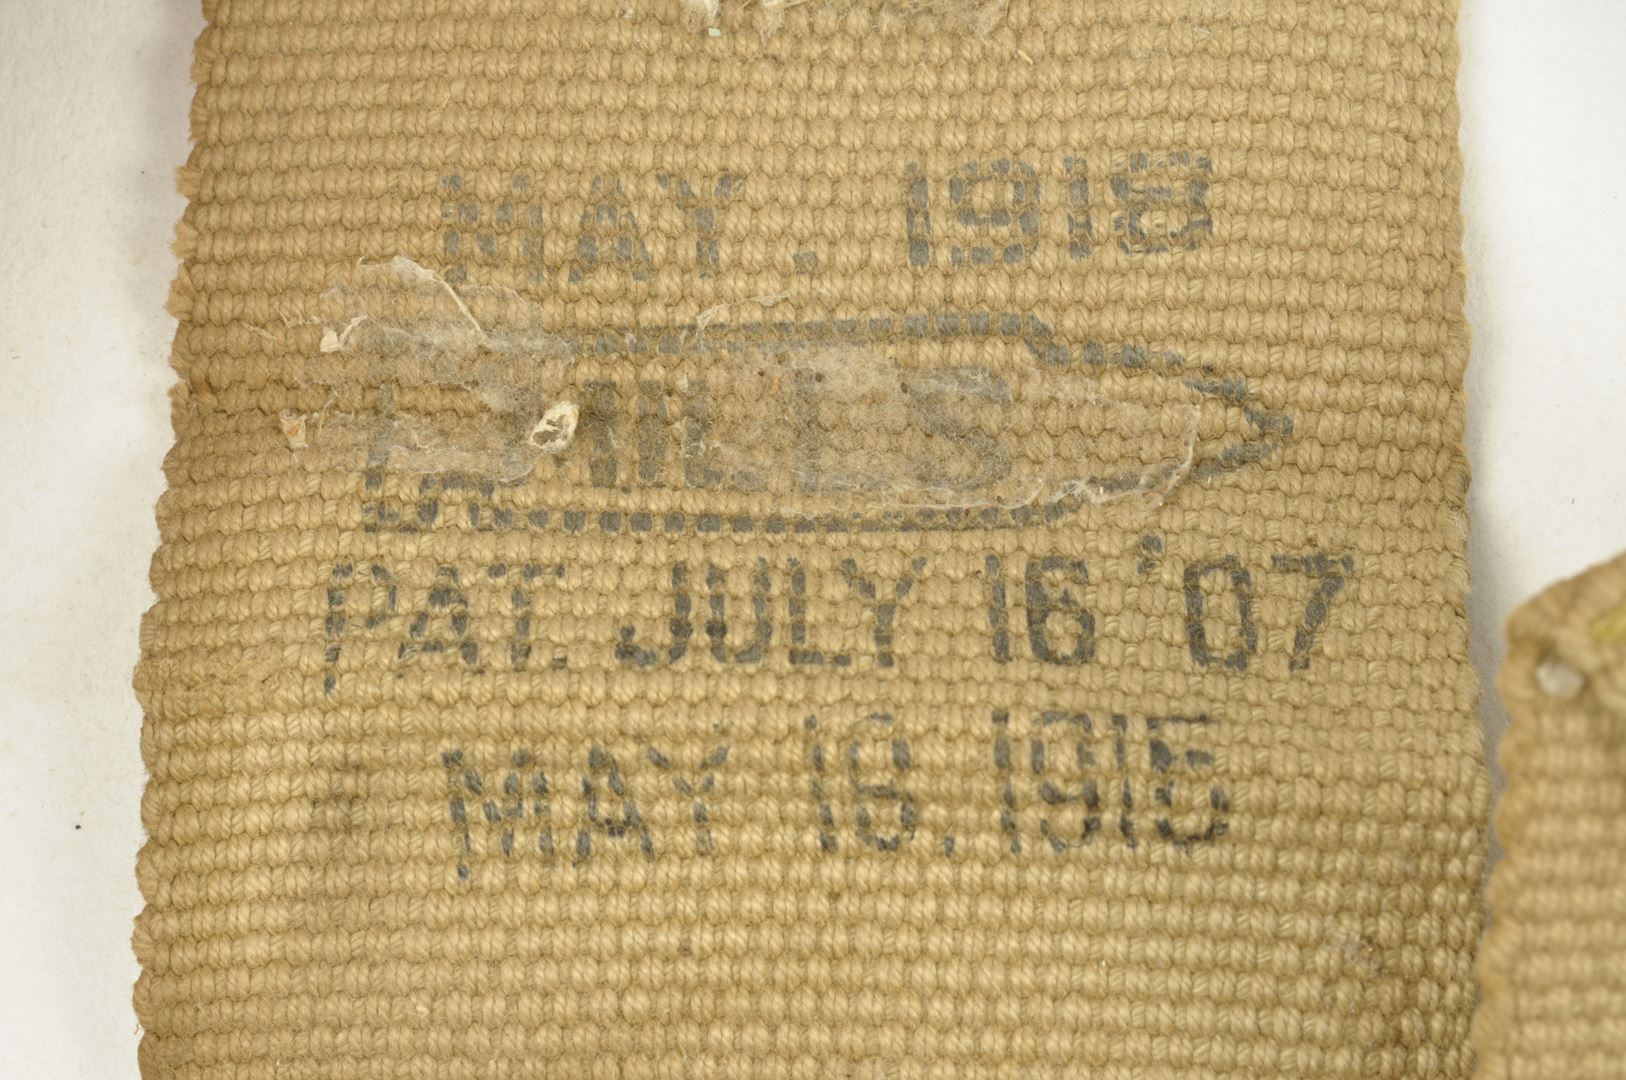 MAY. 1918
MILLS
PAT. JULY 16 '07
MAY 18, 1915